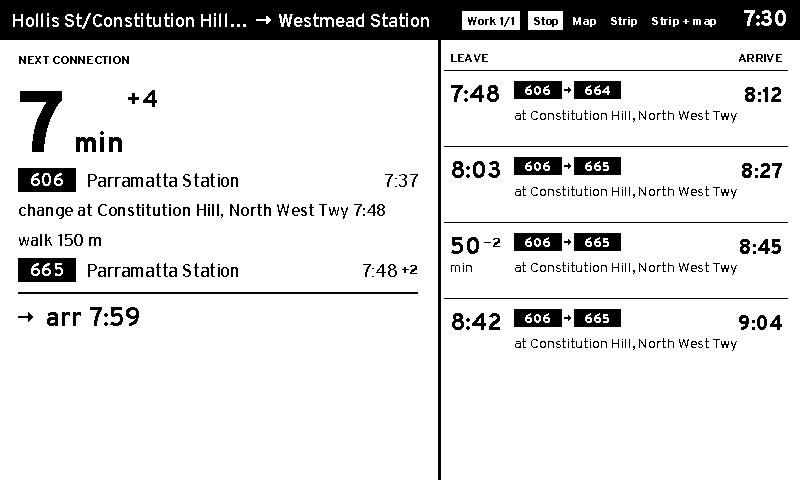 Hollis St/Constitution Hill... → Westmead Station
Work 1/1 Stop Map Strip Strip + map 7:30
NEXT CONNECTION
7 min +4
606 Parramatta Station 7:37
change at Constitution Hill, North West Twy 7:48
walk 150 m
665 Parramatta Station 7:48 +2
→ arr 7:59
LEAVE ARRIVE
7:48 606 → 664 8:12
at Constitution Hill, North West Twy
8:03 606 → 665 8:27
at Constitution Hill, North West Twy
50 −2 606 → 665 8:45
min at Constitution Hill, North West Twy
8:42 606 → 665 9:04
at Constitution Hill, North West Twy